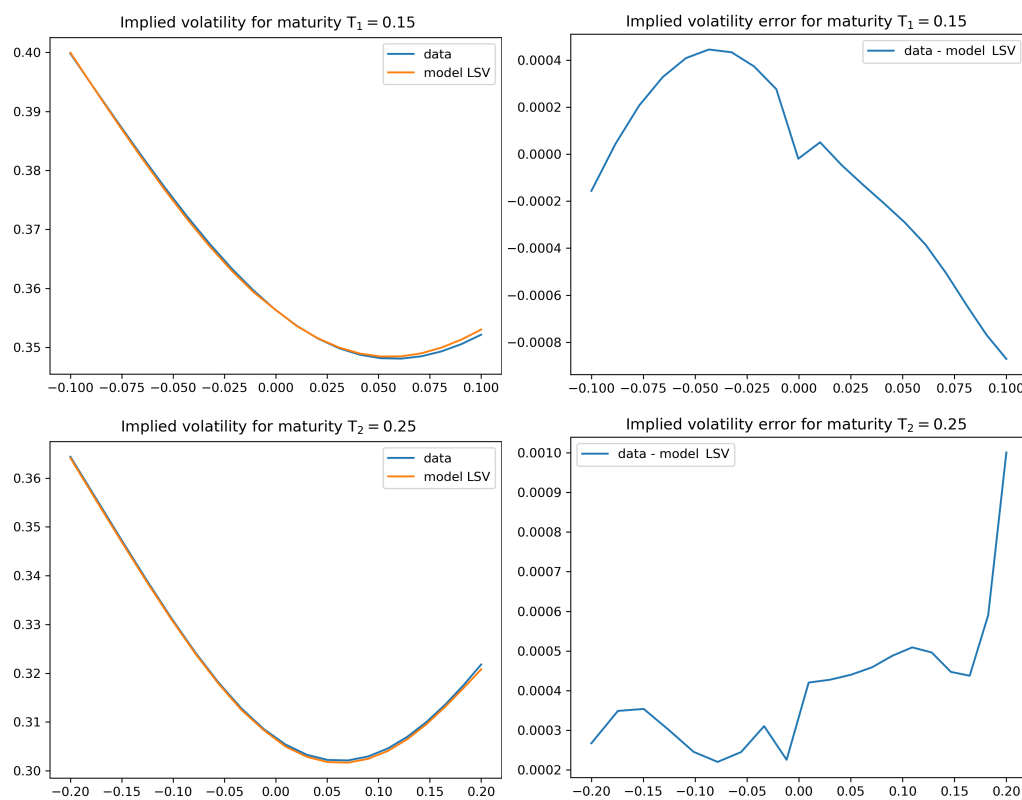 Implied volatility for maturity T₁ = 0.15
data
model LSV
0.40
0.39
0.38
0.37
0.36
0.35
−0.100 −0.075 −0.050 −0.025 0.000 0.025 0.050 0.075 0.100
Implied volatility error for maturity T₁ = 0.15
data - model LSV
0.0004
0.0002
0.0000
−0.0002
−0.0004
−0.0006
−0.0008
−0.100 −0.075 −0.050 −0.025 0.000 0.025 0.050 0.075 0.100
Implied volatility for maturity T₂ = 0.25
data
model LSV
0.36
0.35
0.34
0.33
0.32
0.31
0.30
−0.20 −0.15 −0.10 −0.05 0.00 0.05 0.10 0.15 0.20
Implied volatility error for maturity T₂ = 0.25
data - model LSV
0.0010
0.0009
0.0008
0.0007
0.0006
0.0005
0.0004
0.0003
0.0002
−0.20 −0.15 −0.10 −0.05 0.00 0.05 0.10 0.15 0.20